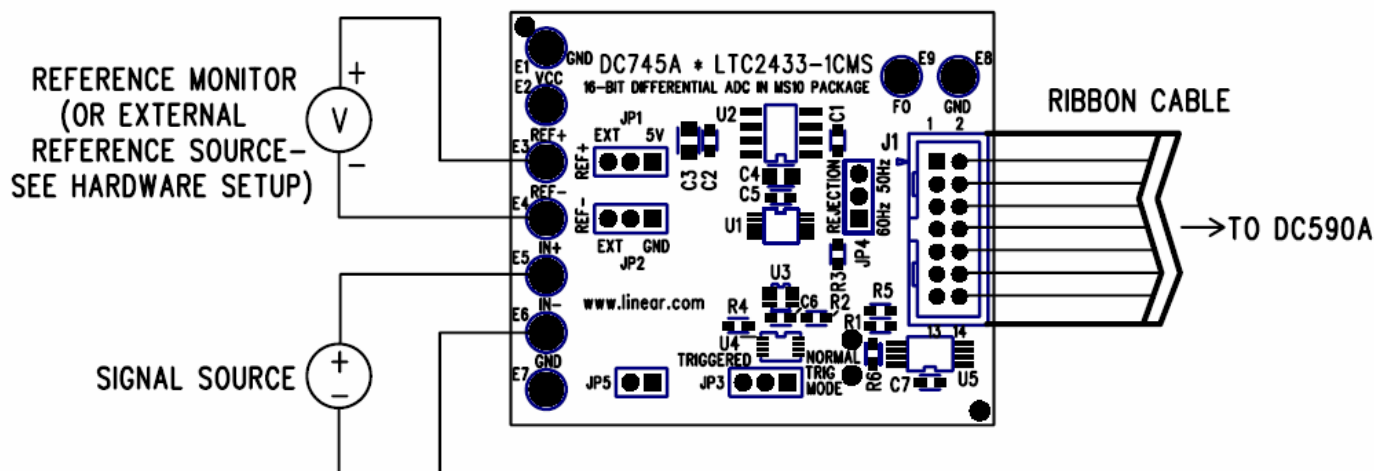 REFERENCE MONITOR
(OR EXTERNAL
REFERENCE SOURCE-
SEE HARDWARE SETUP)
+
V
-
SIGNAL SOURCE
+
-
E1
GND
E2
VCC
E3
REF+
E4
REF-
E5
IN+
E6
IN-
E7
GND
DC745A * LTC2433-1CMS
16-BIT DIFFERENTIAL ADC IN MS10 PACKAGE
E9
FO
E8
GND
JP1
EXT 5V
REF+
REF-
EXT GND
JP2
C3
C2
U2
C1
C4
C5
U1
REJECTION
60Hz 50Hz
JP4
R3
www.linear.com
U3
C6
R2
R4
U4
R5
R1
R6
C7
U5
TRIGGERED
NORMAL
TRIG
MODE
JP3
JP5
J1
1 2
13 14
RIBBON CABLE
TO DC590A